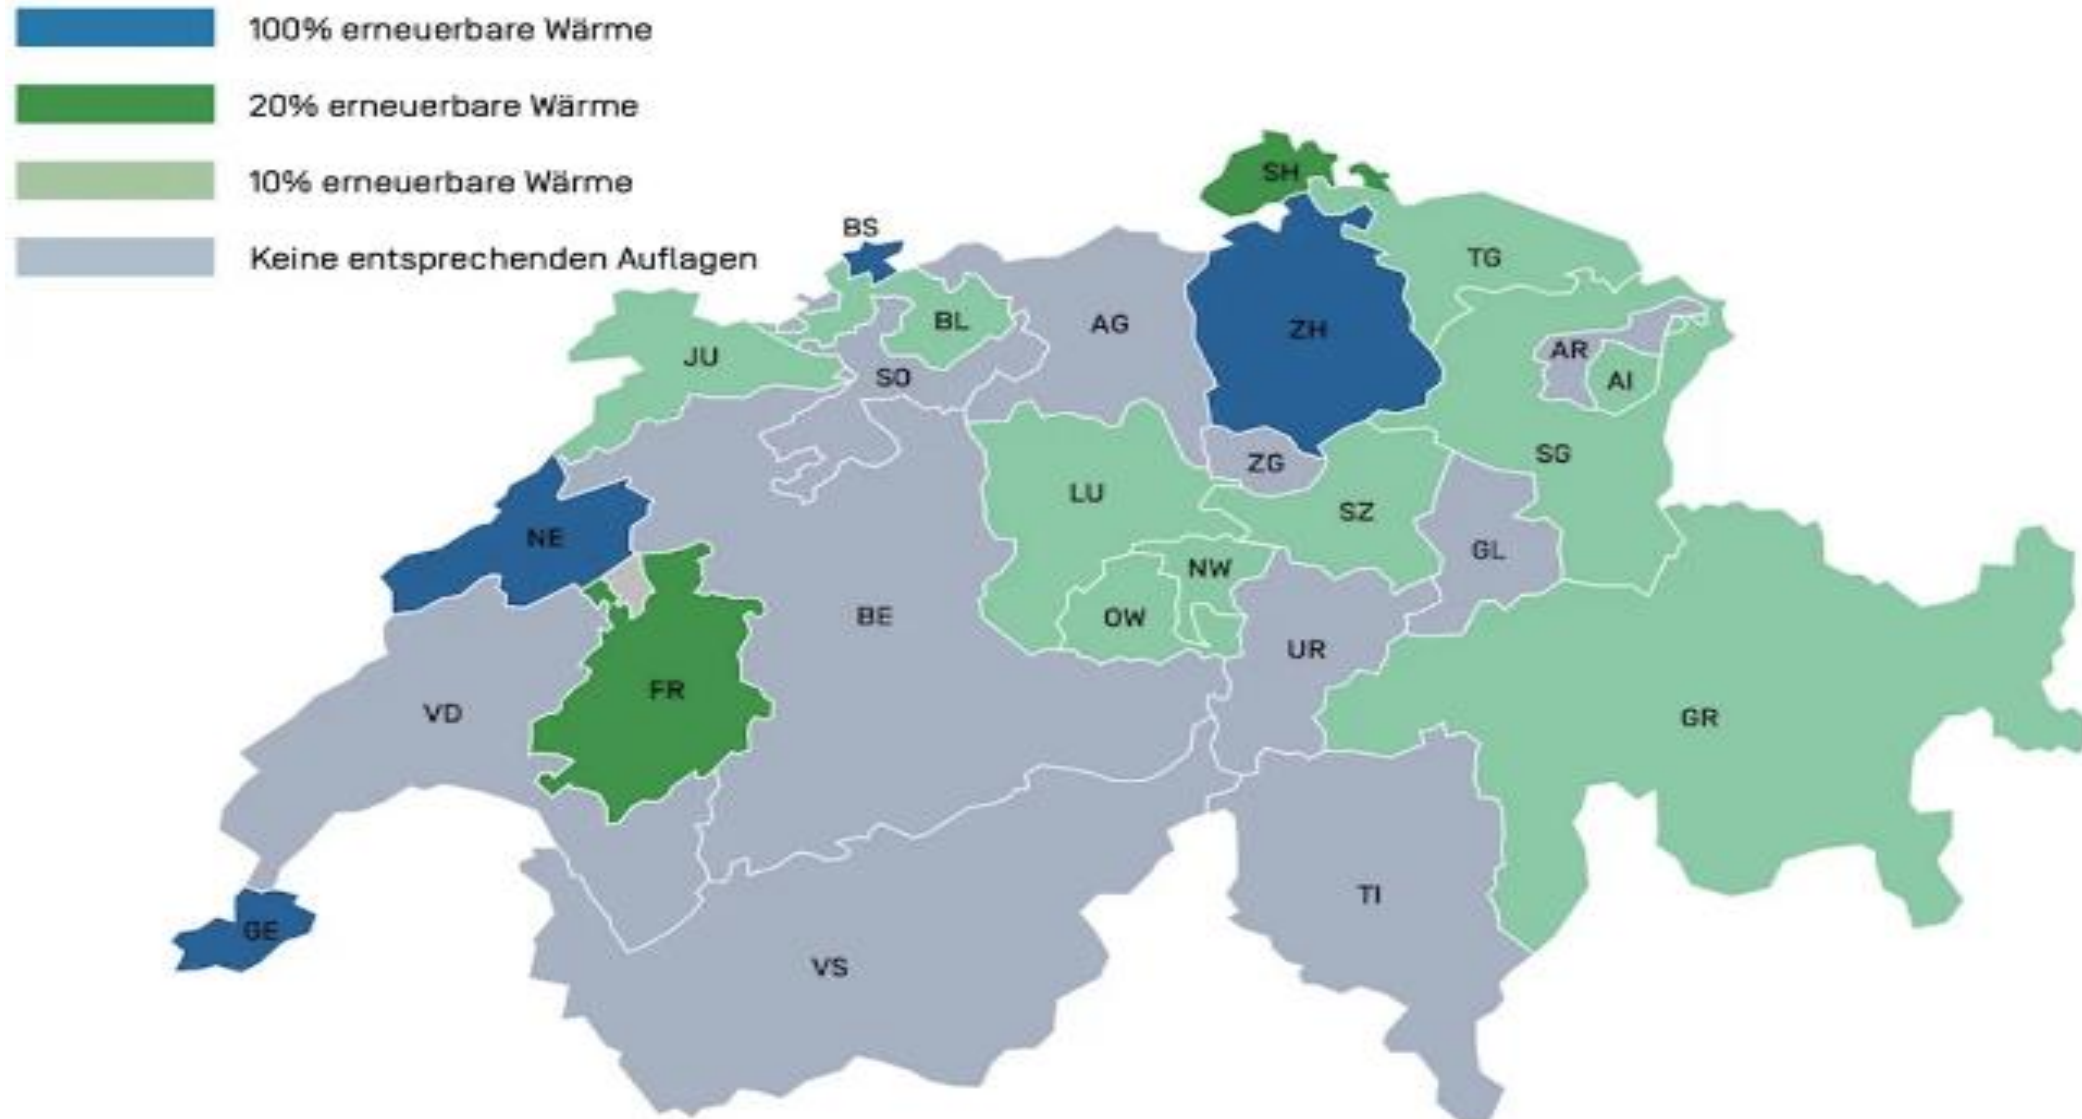 100% erneuerbare Wärme
20% erneuerbare Wärme
10% erneuerbare Wärme
Keine entsprechenden Auflagen
SH
BS
TG
BL
AG
ZH
JU
AR
SO
AI
SG
ZG
LU
SZ
NE
GL
NW
BE
OW
UR
FR
VD
GR
TI
GE
VS